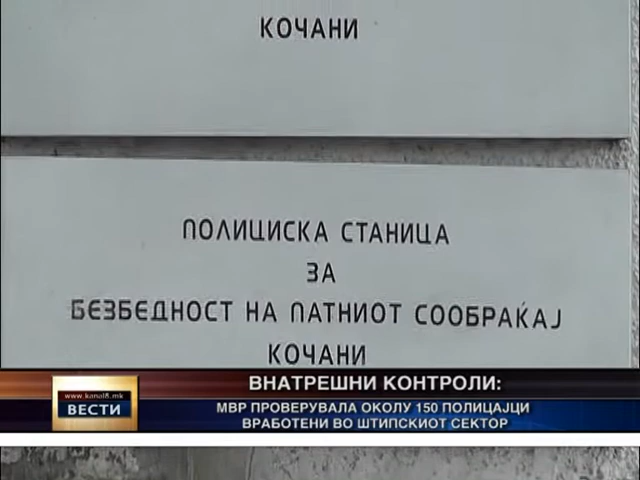 КОЧАНИ
ПОЛИЦИСКА СТАНИЦА
ЗА
БЕЗБЕДНОСТ НА ПАТНИОТ СООБРАЌАЈ
КОЧАНИ
www.kanal8.mk
ВЕСТИ
ВНАТРЕШНИ КОНТРОЛИ:
МВР ПРОВЕРУВАЛА ОКОЛУ 150 ПОЛИЦАЈЦИ
ВРАБОТЕНИ ВО ШТИПСКИОТ СЕКТОР